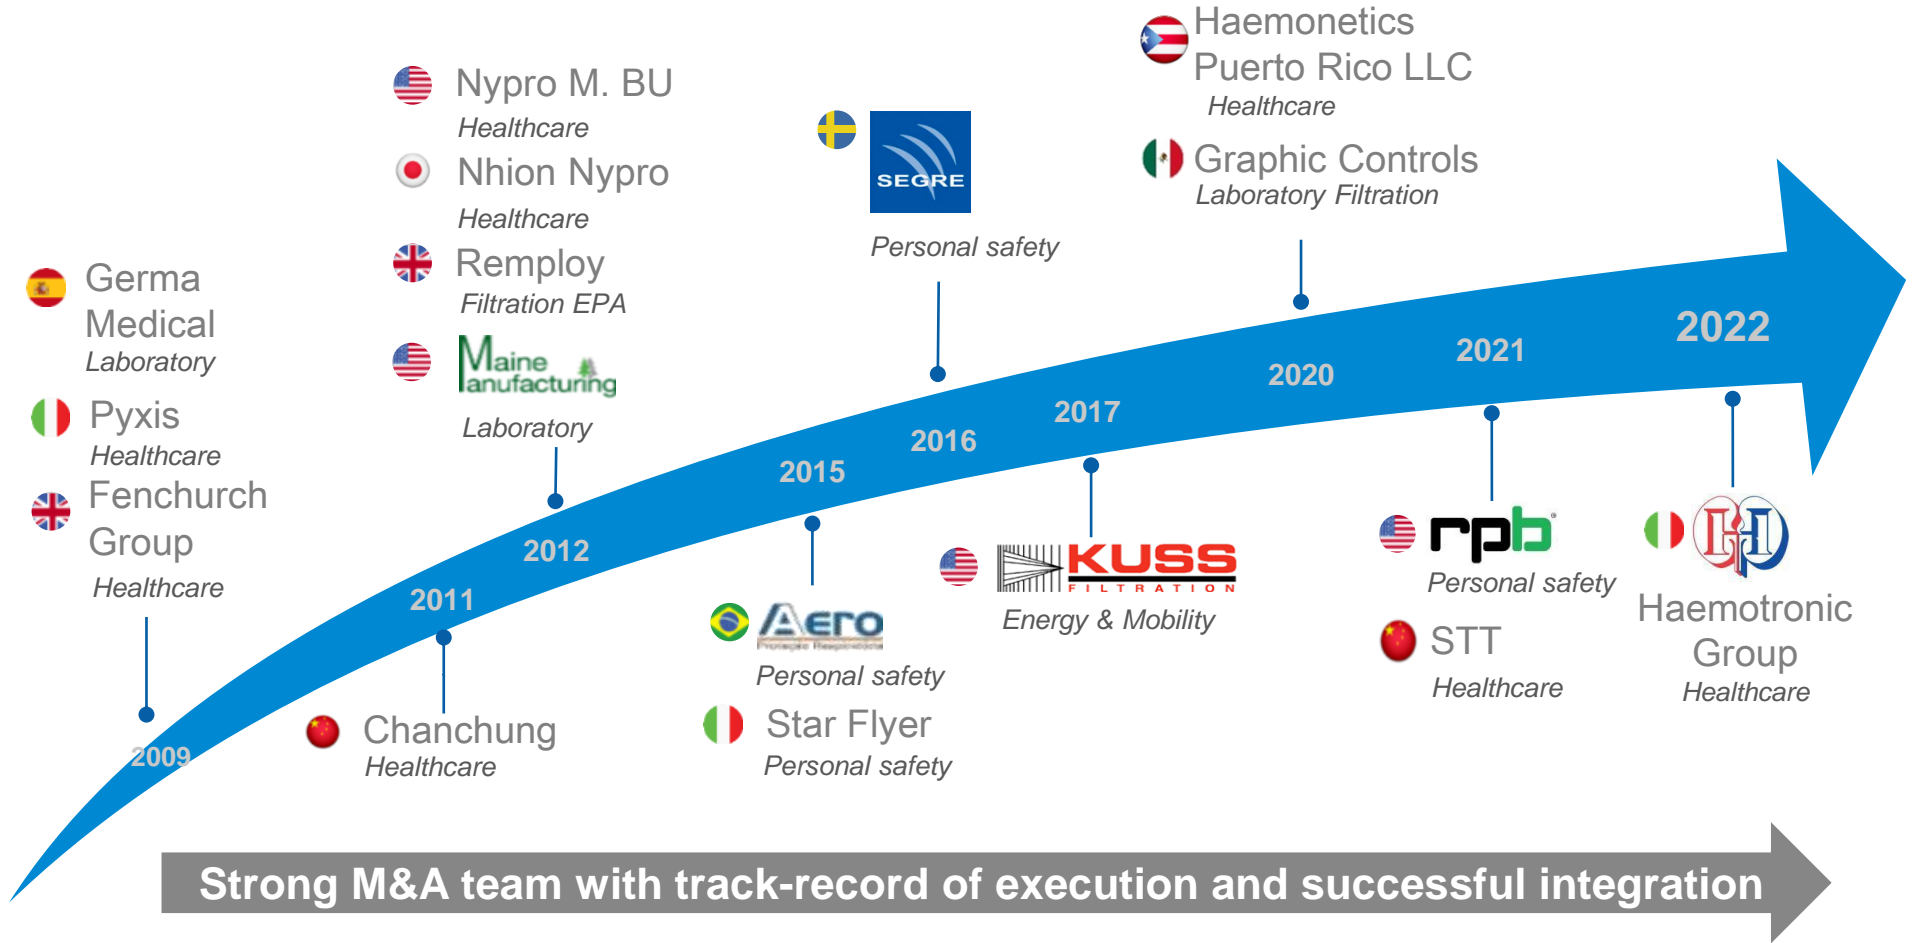 Germa
Medical
Laboratory
Pyxis
Healthcare
Fenchurch
Group
Healthcare
2009
Chanchung
Healthcare
2011
Nypro M. BU
Healthcare
Nhion Nypro
Healthcare
Remploy
Filtration EPA
Maine
Manufacturing
Laboratory
2012
2015
Aero
Proteção Respiratória
Personal safety
Star Flyer
Personal safety
SEGRE
Personal safety
2016
2017
KUSS
FILTRATION
Energy & Mobility
Haemonetics
Puerto Rico LLC
Healthcare
Graphic Controls
Laboratory Filtration
2020
2021
rpb
Personal safety
STT
Healthcare
2022
Haemotronic
Group
Healthcare
Strong M&A team with track-record of execution and successful integration